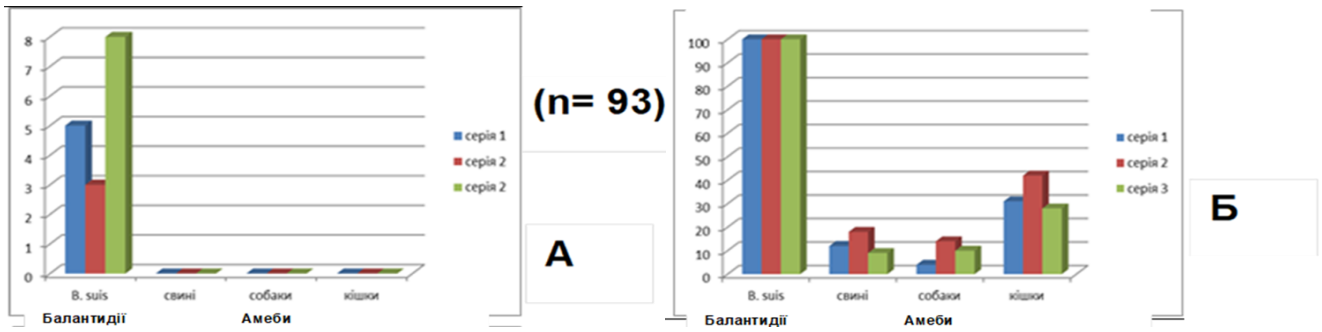 8
7
6
5
4
3
2
1
0
B. suis свині собаки кішки
Балантидії Амеби
серія 1
серія 2
серія 2
(n= 93)
А
100
90
80
70
60
50
40
30
20
10
0
B. suis свині собаки кішки
Балантидії Амеби
серія 1
серія 2
серія 3
Б